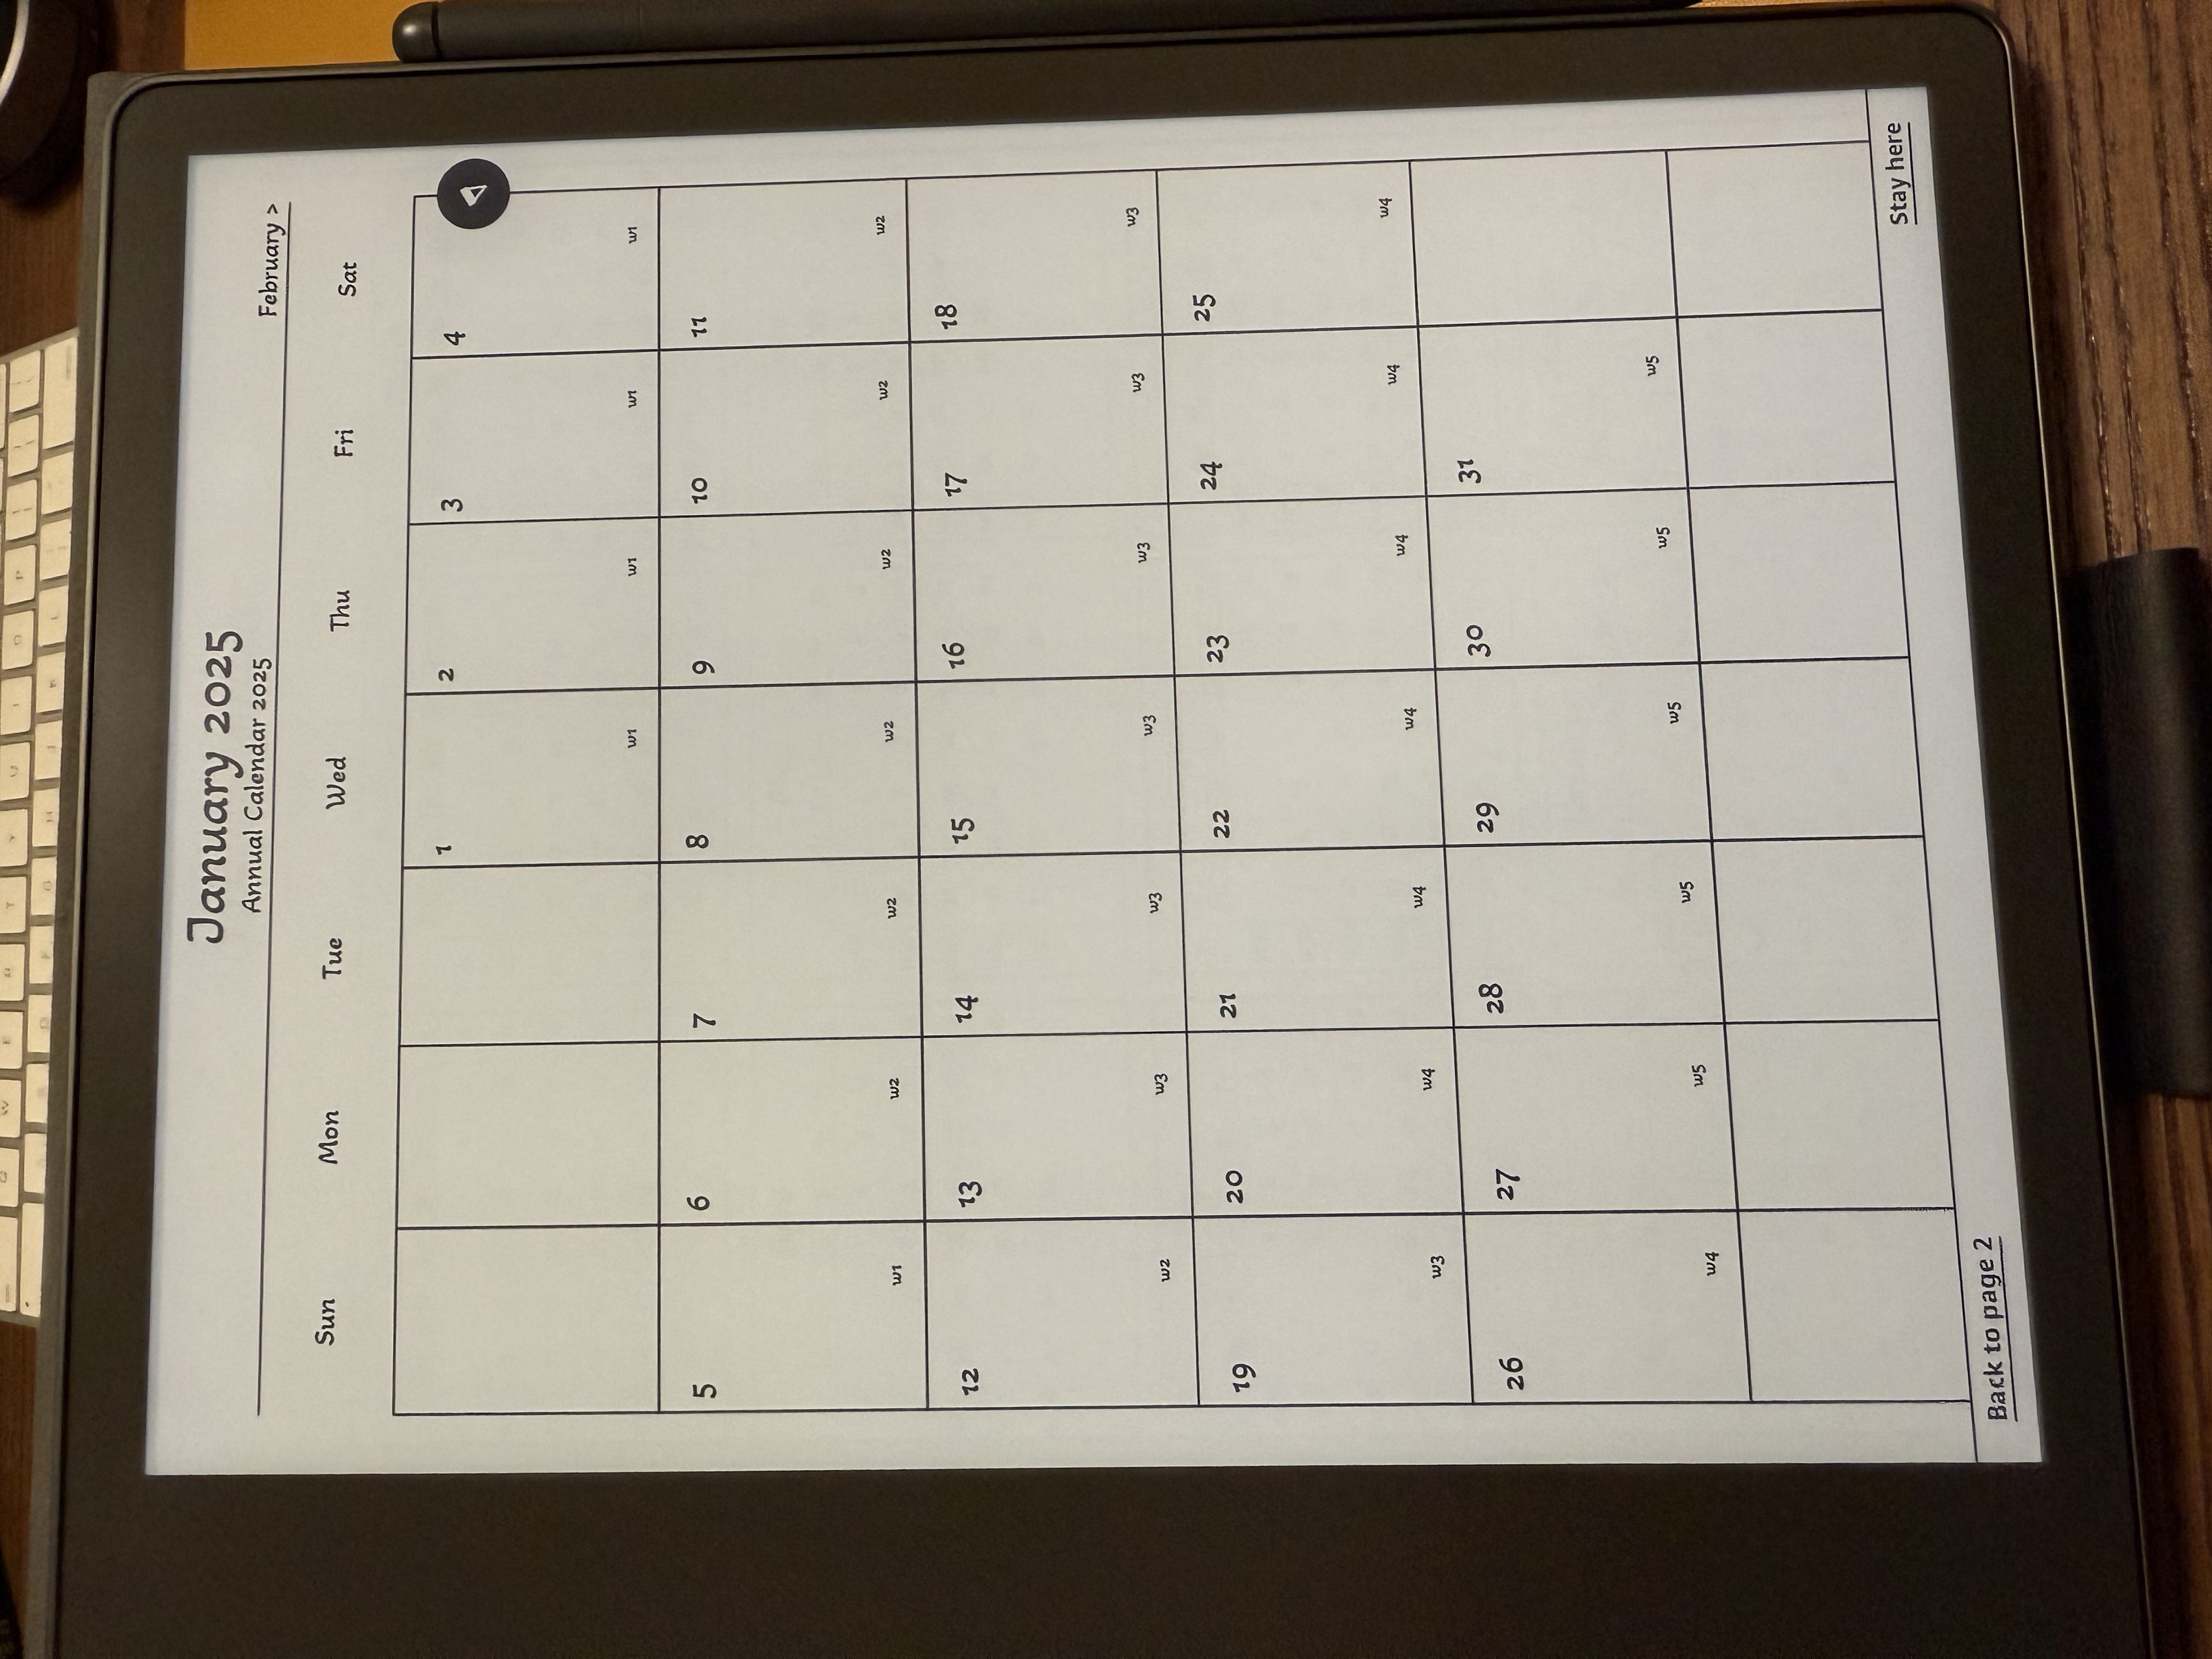 January 2025
Annual Calendar 2025
February >
Sun Mon Tue Wed Thu Fri Sat
1 2 3 4
w1 w1 w1 w1
5 6 7 8 9 10 11
w1 w2 w2 w2 w2 w2 w2
12 13 14 15 16 17 18
w2 w3 w3 w3 w3 w3 w3
19 20 21 22 23 24 25
w3 w4 w4 w4 w4 w4 w4
26 27 28 29 30 31
w4 w5 w5 w5 w5 w5
Stay here
Back to page 2